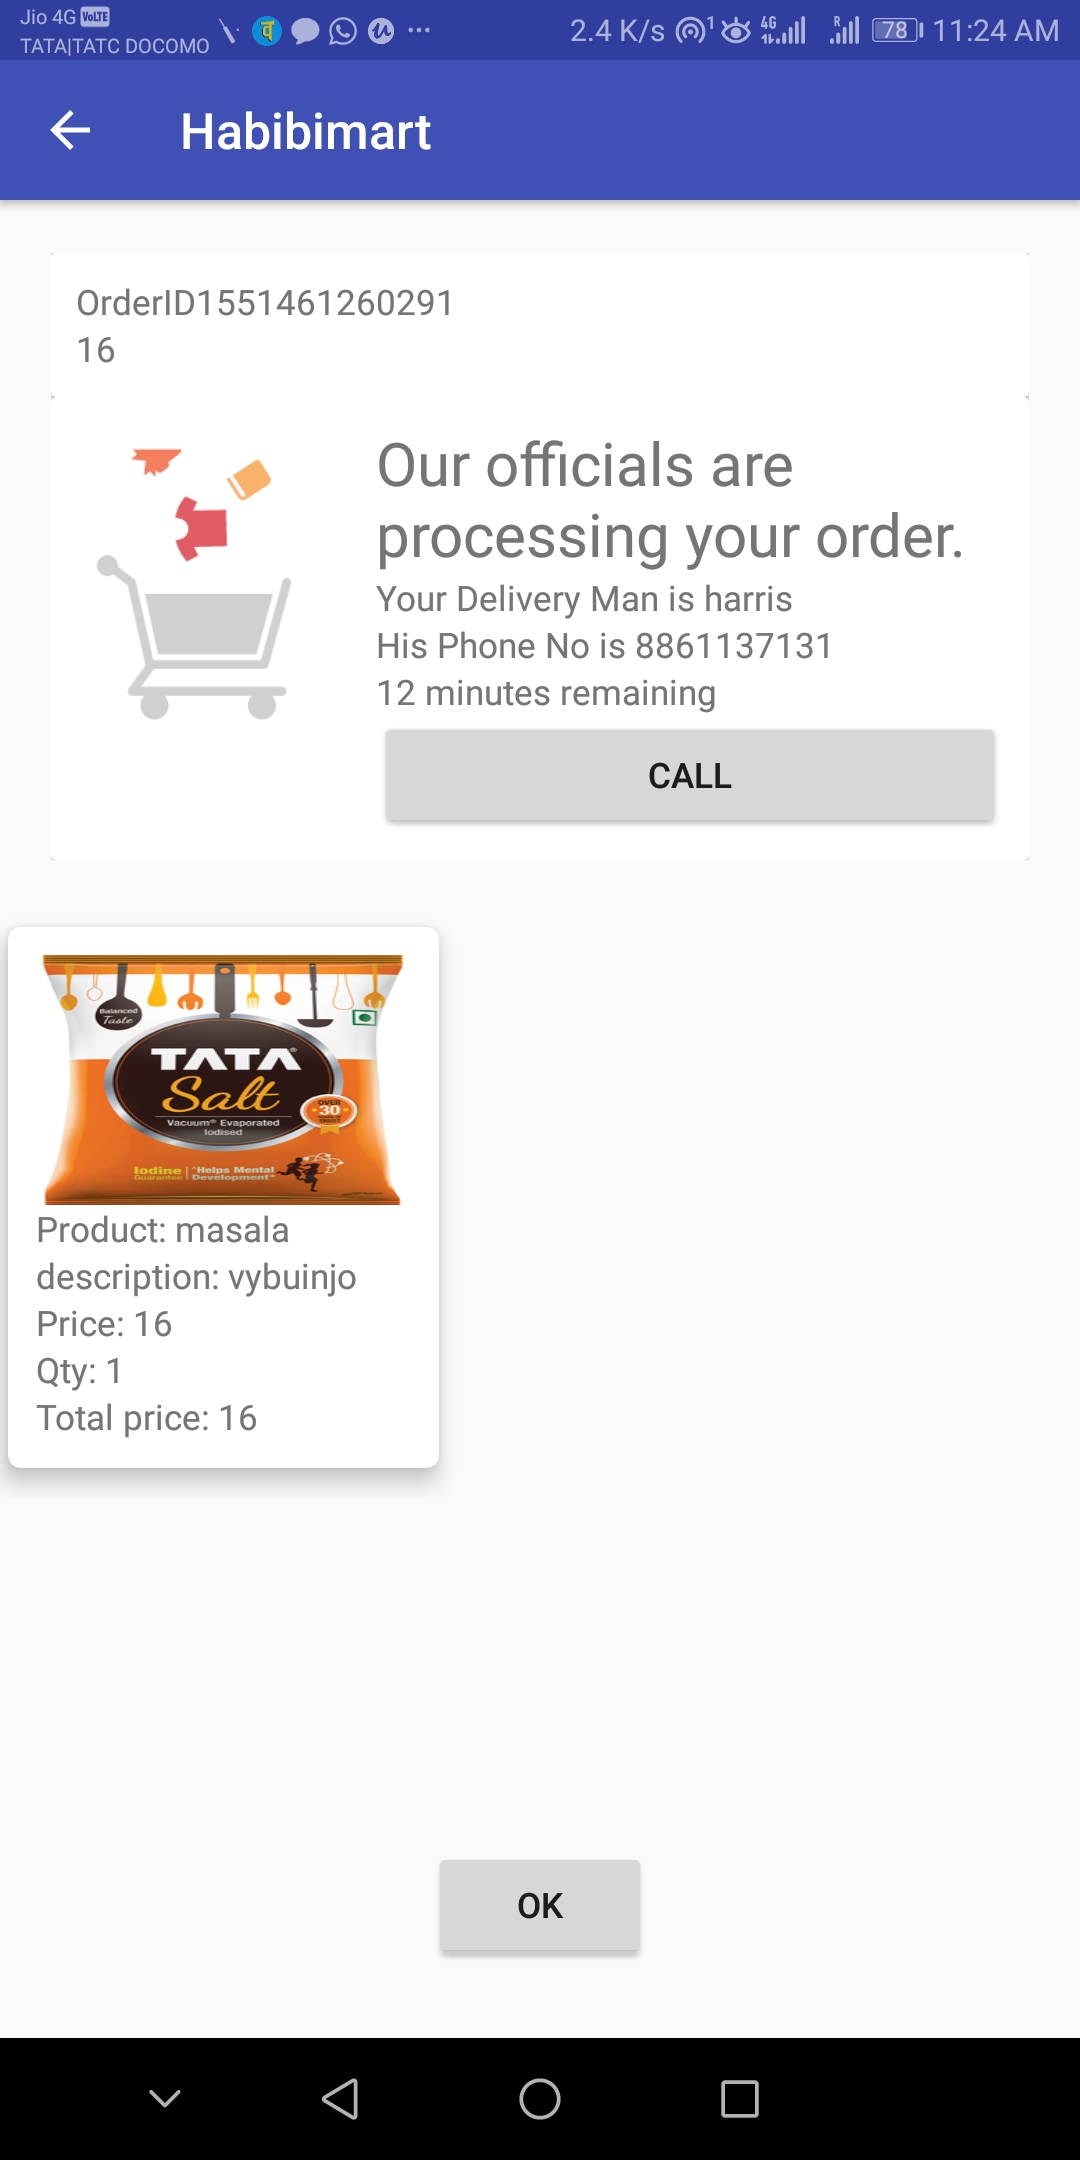 Jio 4G VoLTE
TATA|TATC DOCOMO
व
2.4 K/s
1
4G
R
78
11:24 AM
Habibimart
OrderID1551461260291
16
Our officials are
processing your order.
Your Delivery Man is harris
His Phone No is 8861137131
12 minutes remaining
CALL
Balanced
Taste
TATA
Salt
Vacuum® Evaporated
Iodised
OVER
30
Iodine
Guarantee
*Helps Mental
Development*
Product: masala
description: vybuinjo
Price: 16
Qty: 1
Total price: 16
OK